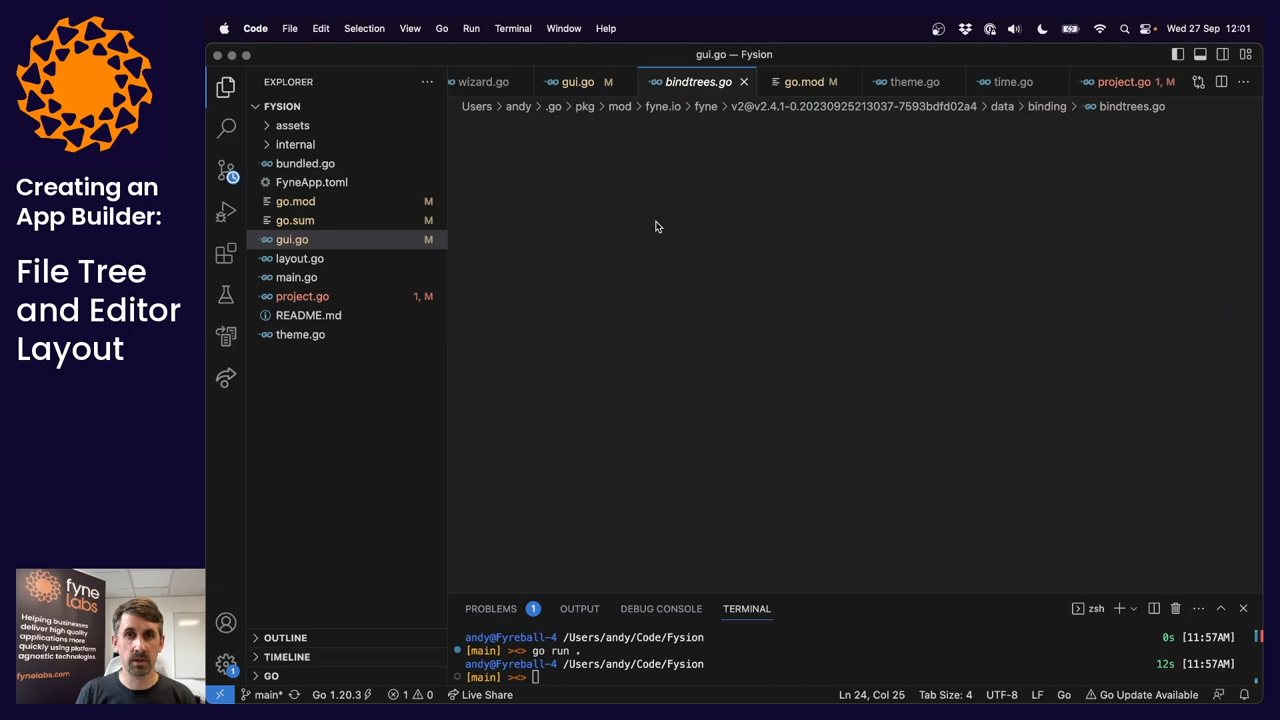 Code File Edit Selection View Go Run Terminal Window Help Wed 27 Sep 12:01
gui.go — Fysion
EXPLORER
wizard.go gui.go M bindtrees.go go.mod M theme.go time.go project.go 1, M
Users > andy > .go > pkg > mod > fyne.io > fyne > v2@v2.4.1-0.20230925213037-7593bdfd02a4 > data > binding > bindtrees.go
FYSION
assets
internal
bundled.go
FyneApp.toml
go.mod M
go.sum M
gui.go M
layout.go
main.go
project.go 1, M
README.md
theme.go
Creating an
App Builder:
File Tree
and Editor
Layout
fyne
labs
Helping businesses
deliver high quality
applications more
quickly using platform
agnostic technologies.
fynelabs.com
OUTLINE
TIMELINE
GO
PROBLEMS 1 OUTPUT DEBUG CONSOLE TERMINAL zsh
andy@Fyreball-4 /Users/andy/Code/Fysion 0s [11:57AM]
[main] ><> go run .
andy@Fyreball-4 /Users/andy/Code/Fysion 12s [11:57AM]
[main] ><>
1
main* Go 1.20.3 1 0 Live Share Ln 24, Col 25 Tab Size: 4 UTF-8 LF Go Go Update Available